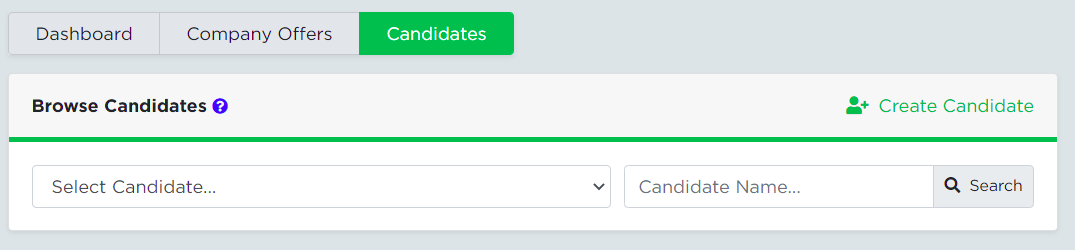 Dashboard Company Offers Candidates
Browse Candidates Create Candidate
Select Candidate... Candidate Name... Search